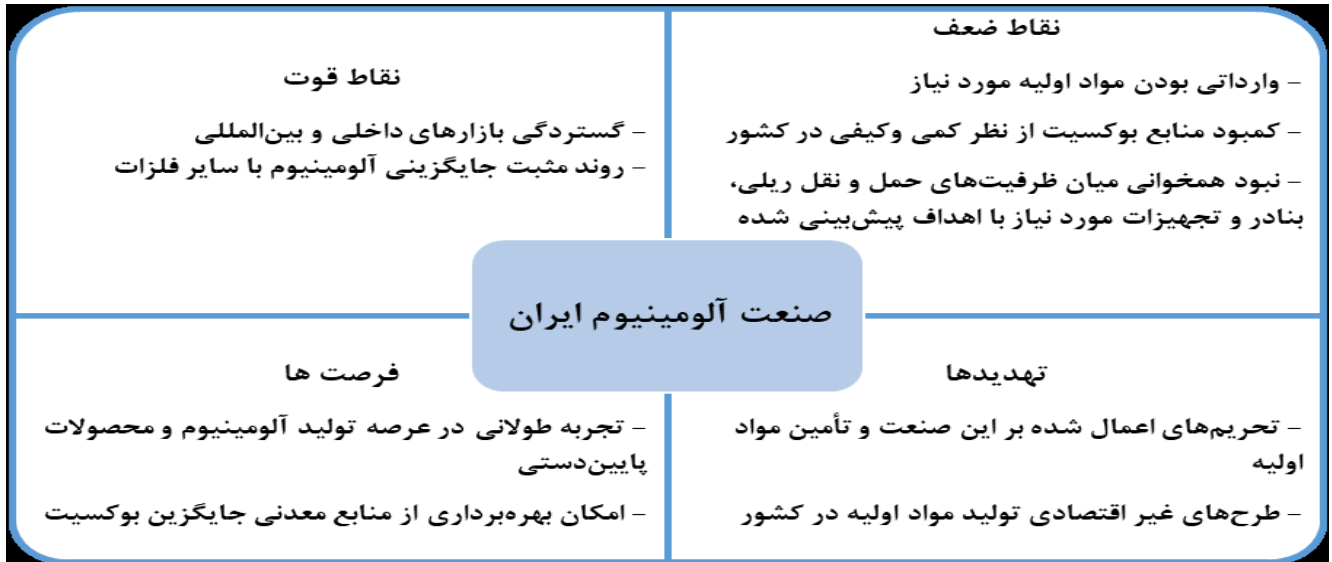 نقاط ضعف
– وارداتی بودن مواد اولیه مورد نیاز
– کمبود منابع بوکسیت از نظر کمی وکیفی در کشور
– نبود همخوانی میان ظرفیت‌های حمل و نقل ریلی،
بنادر و تجهیزات مورد نیاز با اهداف پیش‌بینی شده
نقاط قوت
– گستردگی بازارهای داخلی و بین‌المللی
– روند مثبت جایگزینی آلومینیوم با سایر فلزات
صنعت آلومینیوم ایران
تهدیدها
– تحریم‌های اعمال شده بر این صنعت و تأمین مواد
اولیه
– طرح‌های غیر اقتصادی تولید مواد اولیه در کشور
فرصت ها
– تجربه طولانی در عرصه تولید آلومینیوم و محصولات
پایین‌دستی
– امکان بهره‌برداری از منابع معدنی جایگزین بوکسیت